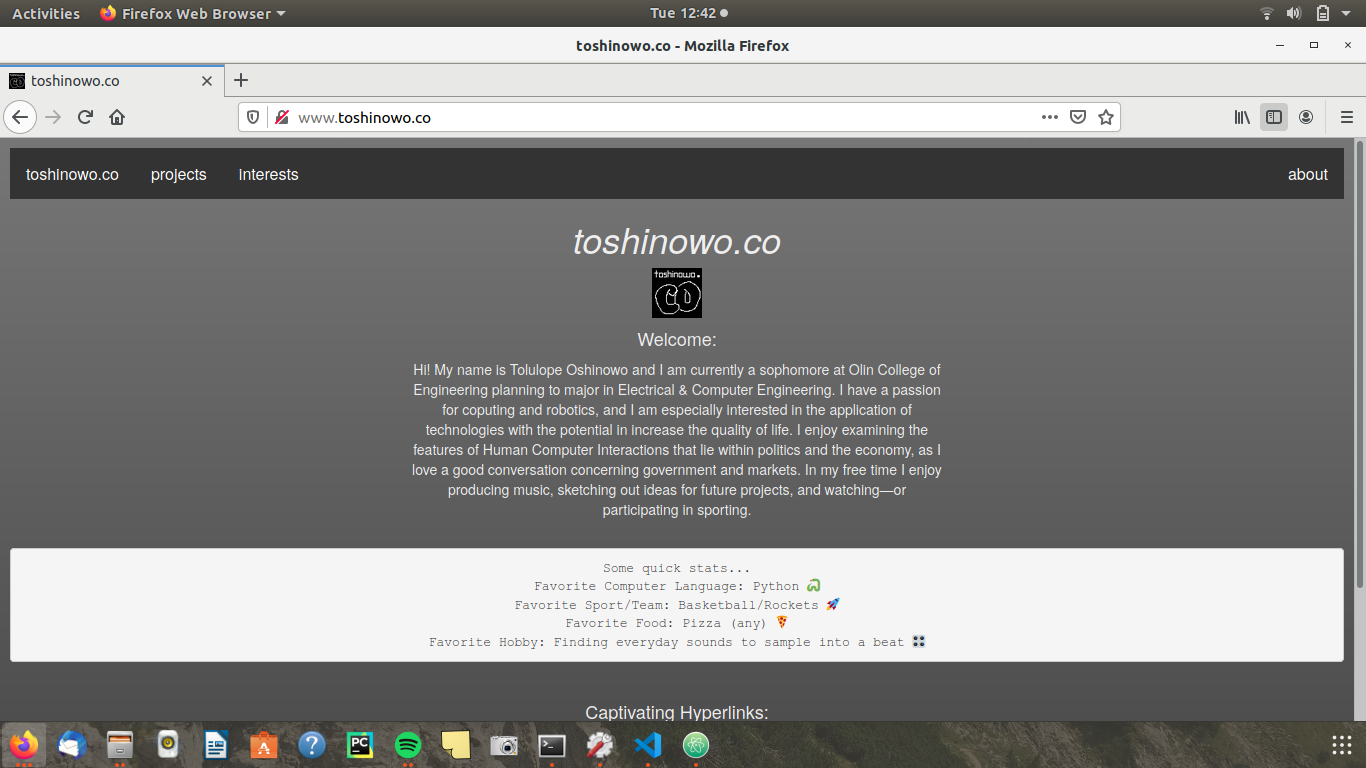 Activities Firefox Web Browser Tue 12:42
toshinowo.co - Mozilla Firefox
toshinowo.co
www.toshinowo.co
toshinowo.co projects interests about
toshinowo.co
toshinowo.
CO
Welcome:
Hi! My name is Tolulope Oshinowo and I am currently a sophomore at Olin College of
Engineering planning to major in Electrical & Computer Engineering. I have a passion
for coputing and robotics, and I am especially interested in the application of
technologies with the potential in increase the quality of life. I enjoy examining the
features of Human Computer Interactions that lie within politics and the economy, as I
love a good conversation concerning government and markets. In my free time I enjoy
producing music, sketching out ideas for future projects, and watching—or
participating in sporting.
Some quick stats...
Favorite Computer Language: Python 🐍
Favorite Sport/Team: Basketball/Rockets 🚀
Favorite Food: Pizza (any) 🍕
Favorite Hobby: Finding everyday sounds to sample into a beat 🎛
Captivating Hyperlinks:
PC